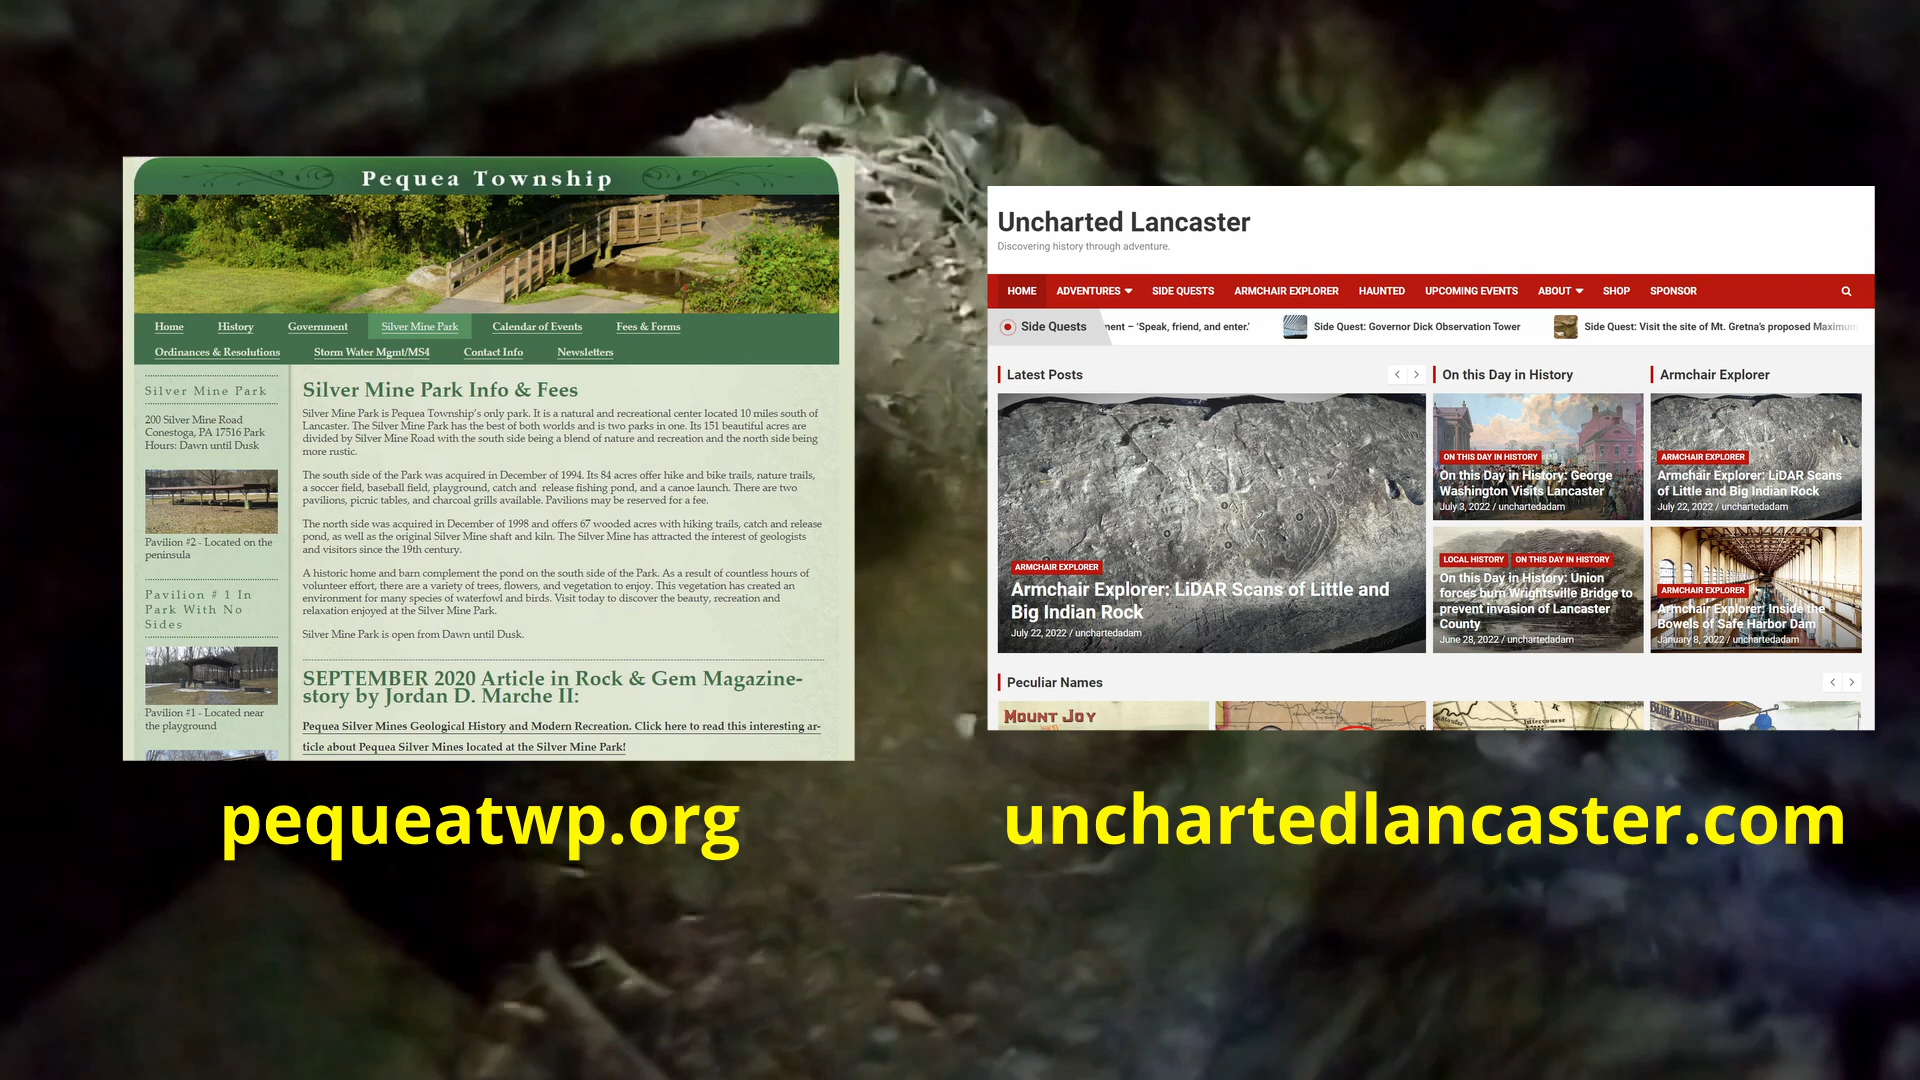 Pequea Township
Home History Government Silver Mine Park Calendar of Events Fees & Forms
Ordinances & Resolutions Storm Water Mgmt/MS4 Contact Info Newsletters
Silver Mine Park
200 Silver Mine Road
Conestoga, PA 17516 Park
Hours: Dawn until Dusk
Pavilion #2 - Located on the
peninsula
Pavilion # 1 In
Park With No
Sides
Pavilion #1 - Located near
the playground
Silver Mine Park Info & Fees
Silver Mine Park is Pequea Township's only park. It is a natural and recreational center located 10 miles south of
Lancaster. The Silver Mine Park has the best of both worlds and is two parks in one. Its 151 beautiful acres are
divided by Silver Mine Road with the south side being a blend of nature and recreation and the north side being
more rustic.
The south side of the Park was acquired in December of 1994. Its 84 acres offer hike and bike trails, nature trails,
a soccer field, baseball field, playground, catch and release fishing pond, and a canoe launch. There are two
pavilions, picnic tables, and charcoal grills available. Pavilions may be reserved for a fee.
The north side was acquired in December of 1998 and offers 67 wooded acres with hiking trails, catch and release
pond, as well as the original Silver Mine shaft and kiln. The Silver Mine has attracted the interest of geologists
and visitors since the 19th century.
A historic home and barn complement the pond on the south side of the Park. As a result of countless hours of
volunteer effort, there are a variety of trees, flowers, and vegetation to enjoy. This vegetation has created an
environment for many species of waterfowl and birds. Visit today to discover the beauty, recreation and
relaxation enjoyed at the Silver Mine Park.
Silver Mine Park is open from Dawn until Dusk.
SEPTEMBER 2020 Article in Rock & Gem Magazine-
story by Jordan D. Marche II:
Pequea Silver Mines Geological History and Modern Recreation. Click here to read this interesting ar-
ticle about Pequea Silver Mines located at the Silver Mine Park!
pequeatwp.org
Uncharted Lancaster
Discovering history through adventure.
HOME ADVENTURES SIDE QUESTS ARMCHAIR EXPLORER HAUNTED UPCOMING EVENTS ABOUT SHOP SPONSOR
Side Quests nent – 'Speak, friend, and enter.' Side Quest: Governor Dick Observation Tower Side Quest: Visit the site of Mt. Gretna's proposed Maximum
Latest Posts
ARMCHAIR EXPLORER
Armchair Explorer: LiDAR Scans of Little and
Big Indian Rock
July 22, 2022 / unchartedadam
On this Day in History
ON THIS DAY IN HISTORY
On this Day in History: George
Washington Visits Lancaster
July 3, 2022 / unchartedadam
LOCAL HISTORY ON THIS DAY IN HISTORY
On this Day in History: Union
forces burn Wrightsville Bridge to
prevent invasion of Lancaster
County
June 28, 2022 / unchartedadam
Armchair Explorer
ARMCHAIR EXPLORER
Armchair Explorer: LiDAR Scans
of Little and Big Indian Rock
July 22, 2022 / unchartedadam
ARMCHAIR EXPLORER
Armchair Explorer: Inside the
Bowels of Safe Harbor Dam
January 8, 2022 / unchartedadam
Peculiar Names
MOUNT JOY
Intercourse
BLUE BALL HOTEL
unchartedlancaster.com